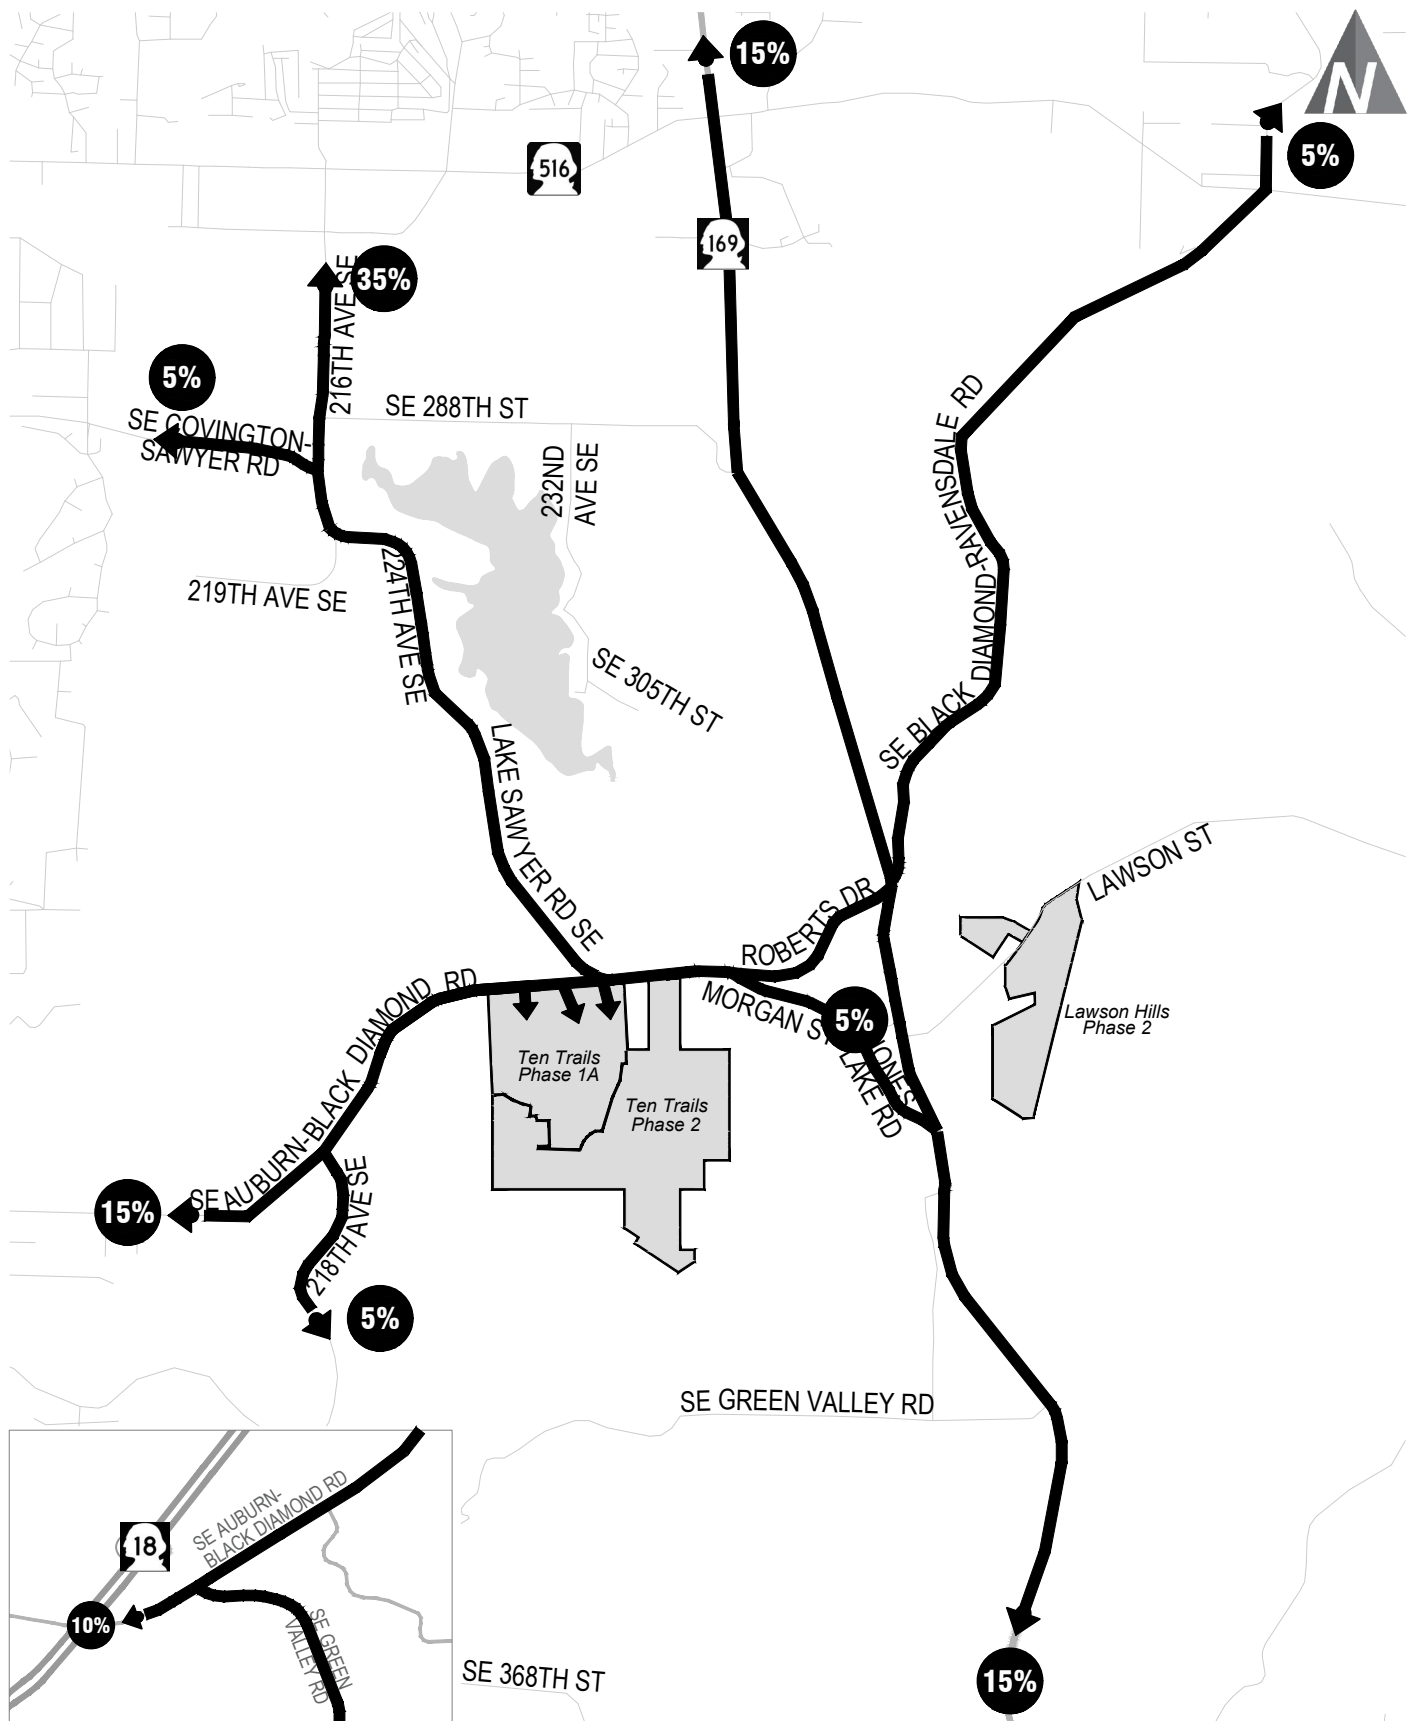 15%
N
5%
516
169
35%
216TH AVE SE
5%
SE COVINGTON-
SAWYER RD
SE 288TH ST
232ND
AVE SE
SE BLACK DIAMOND-RAVENSDALE RD
219TH AVE SE
224TH AVE SE
SE 305TH ST
LAKE SAWYER RD SE
LAWSON ST
ROBERTS DR
SE AUBURN-BLACK DIAMOND RD
MORGAN ST
5%
JONES
LAKE RD
Lawson Hills
Phase 2
Ten Trails
Phase 1A
Ten Trails
Phase 2
15%
218TH AVE SE
5%
SE GREEN VALLEY RD
SE AUBURN-
BLACK DIAMOND RD
18
10%
SE GREEN
VALLEY RD
SE 368TH ST
15%